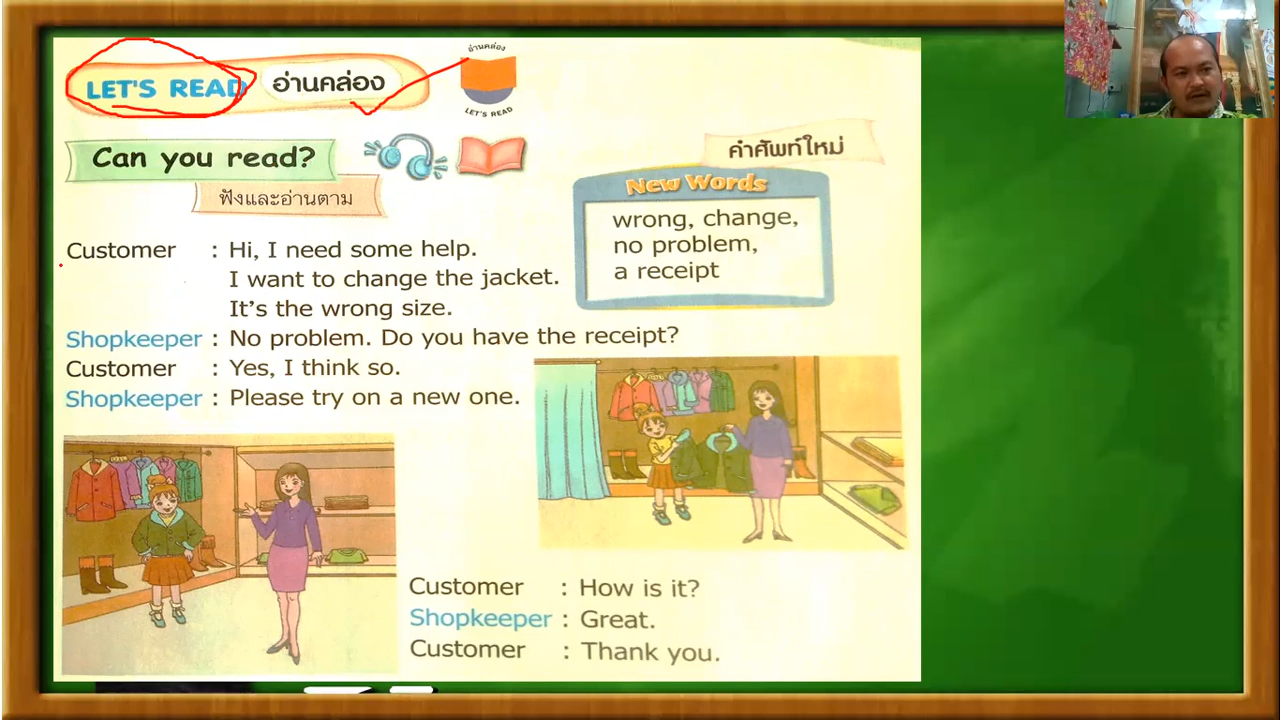 LET'S READ อ่านคล่อง
อ่านคล่อง
LET'S READ
Can you read?
ฟังและอ่านตาม
คำศัพท์ใหม่
New Words
wrong, change,
no problem,
a receipt
Customer : Hi, I need some help.
I want to change the jacket.
It's the wrong size.
Shopkeeper : No problem. Do you have the receipt?
Customer : Yes, I think so.
Shopkeeper : Please try on a new one.
Customer : How is it?
Shopkeeper : Great.
Customer : Thank you.